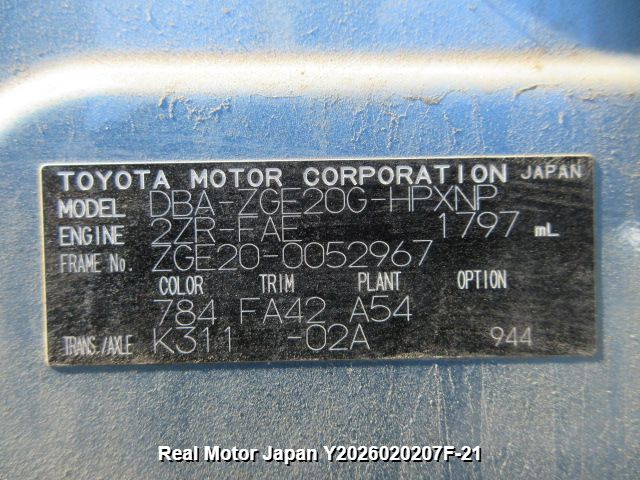 TOYOTA MOTOR CORPORATION JAPAN
MODEL DBA-ZGE20G-HPXNP
ENGINE 2ZR-FAE 1797 mL
FRAME No. ZGE20-0052967
COLOR TRIM PLANT OPTION
784 FA42 A54
TRANS./AXLE K311 -02A 944
Real Motor Japan Y2026020207F-21